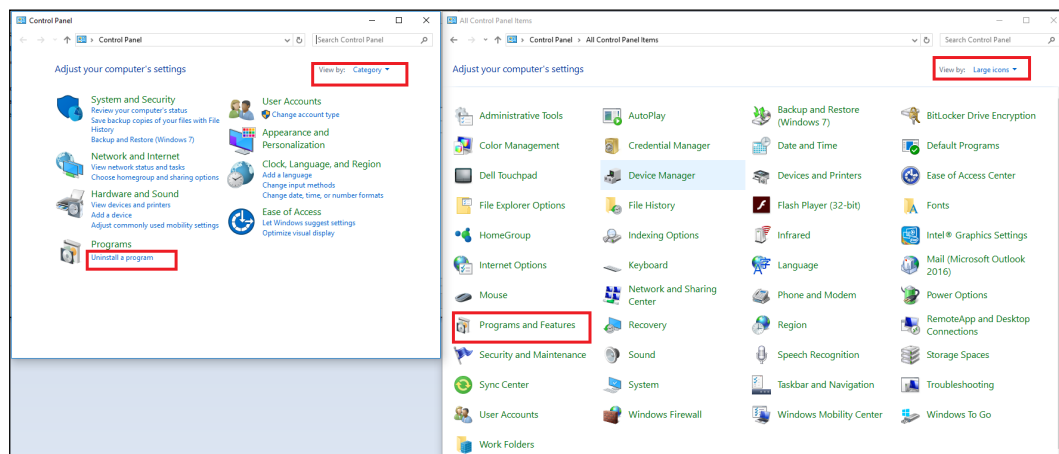 Control Panel
Control Panel
Search Control Panel
Adjust your computer's settings
View by: Category
System and Security
Review your computer's status
Save backup copies of your files with File
History
Backup and Restore (Windows 7)
Network and Internet
View network status and tasks
Choose homegroup and sharing options
Hardware and Sound
View devices and printers
Add a device
Adjust commonly used mobility settings
Programs
Uninstall a program
User Accounts
Change account type
Appearance and
Personalization
Clock, Language, and Region
Add a language
Change input methods
Change date, time, or number formats
Ease of Access
Let Windows suggest settings
Optimize visual display
All Control Panel Items
Control Panel > All Control Panel Items
Search Control Panel
Adjust your computer's settings
View by: Large icons
Administrative Tools
AutoPlay
Backup and Restore
(Windows 7)
BitLocker Drive Encryption
Color Management
Credential Manager
Date and Time
Default Programs
Dell Touchpad
Device Manager
Devices and Printers
Ease of Access Center
File Explorer Options
File History
Flash Player (32-bit)
Fonts
HomeGroup
Indexing Options
Infrared
Intel® Graphics Settings
Internet Options
Keyboard
Language
Mail (Microsoft Outlook
2016)
Mouse
Network and Sharing
Center
Phone and Modem
Power Options
Programs and Features
Recovery
Region
RemoteApp and Desktop
Connections
Security and Maintenance
Sound
Speech Recognition
Storage Spaces
Sync Center
System
Taskbar and Navigation
Troubleshooting
User Accounts
Windows Firewall
Windows Mobility Center
Windows To Go
Work Folders